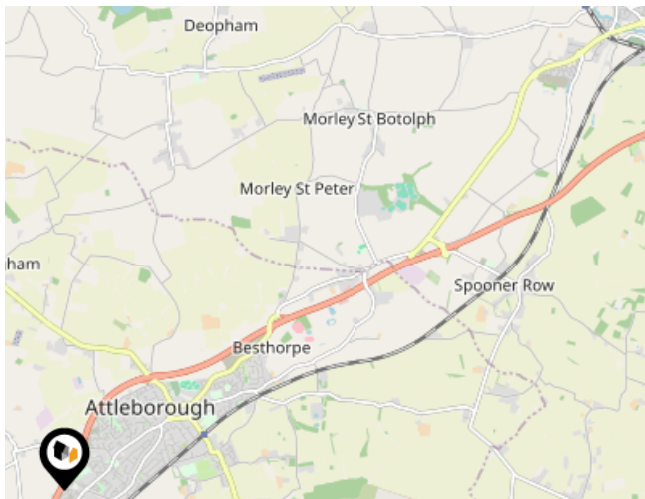 Deopham
Morley St Botolph
Morley St Peter
ham
Spooner Row
Besthorpe
Attleborough